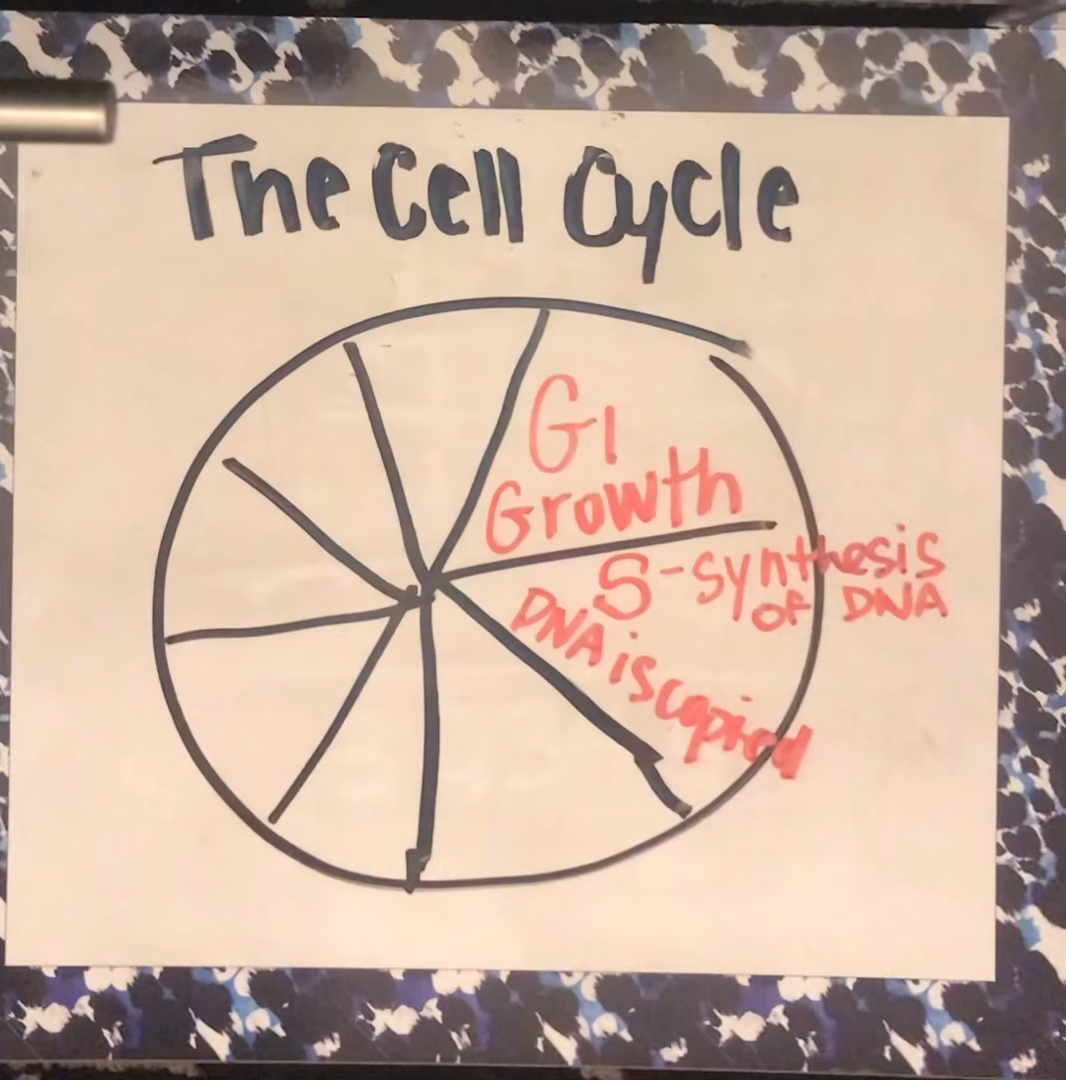 The Cell Cycle
G1
Growth
S-synthesis
of DNA
DNA is copied